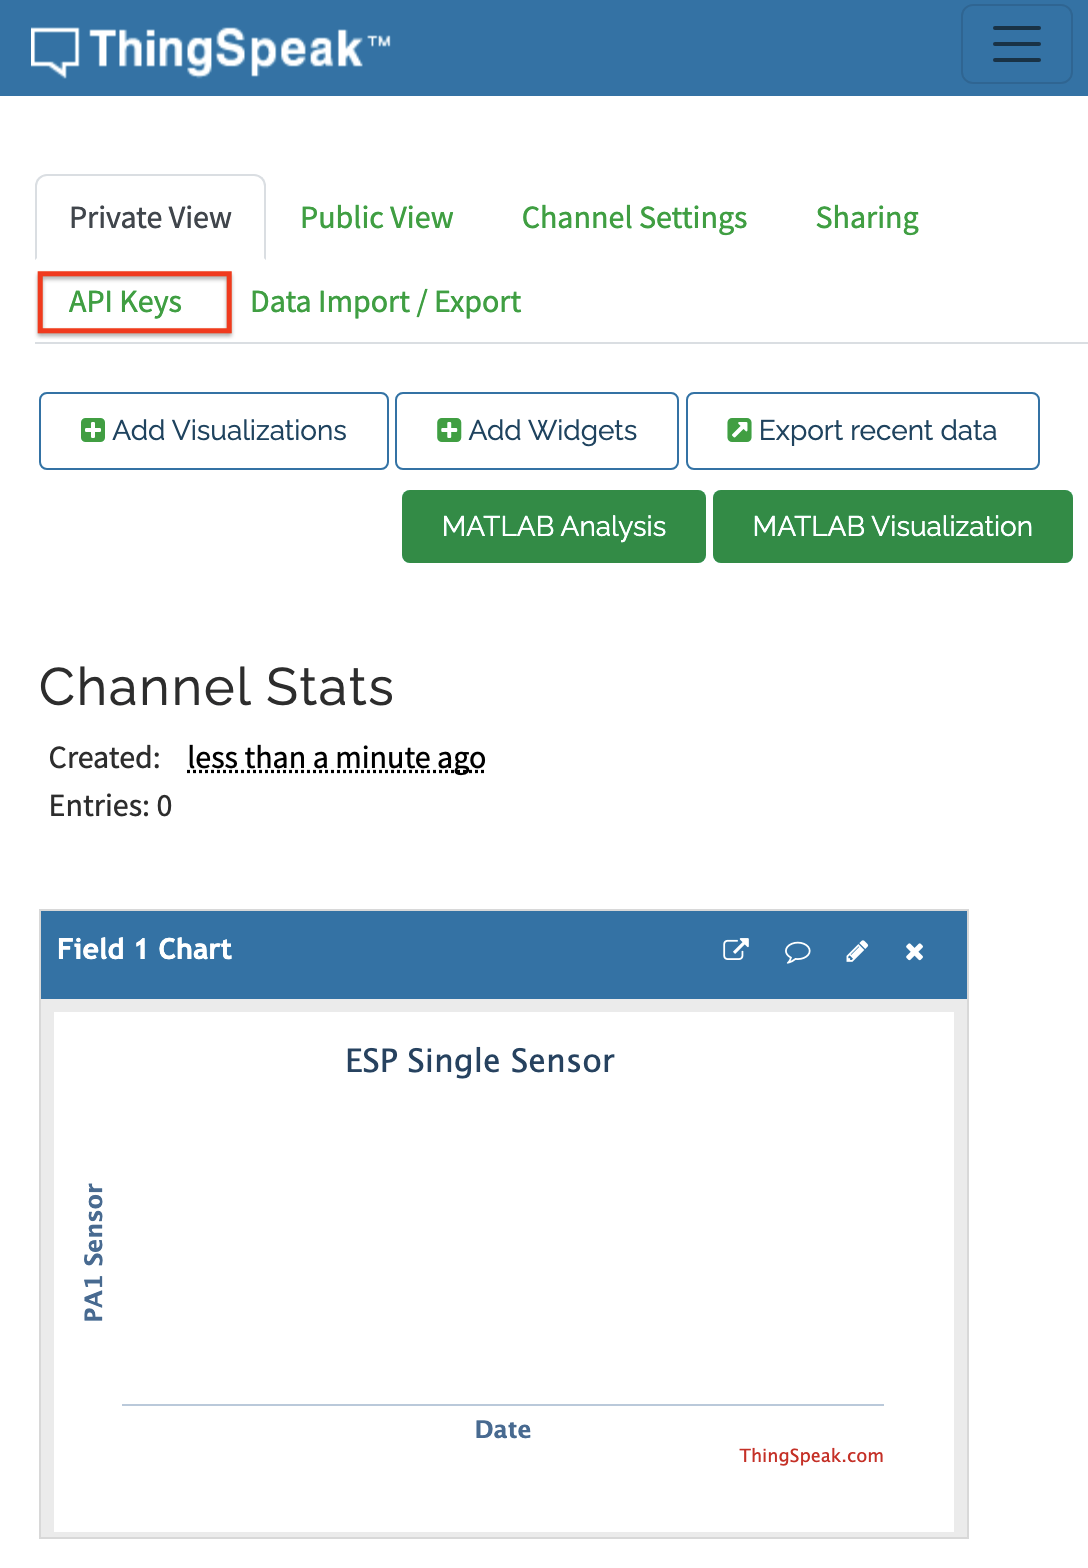 ThingSpeak™
Private View Public View Channel Settings Sharing
API Keys Data Import / Export
Add Visualizations Add Widgets Export recent data
MATLAB Analysis MATLAB Visualization
Channel Stats
Created: less than a minute ago
Entries: 0
Field 1 Chart
ESP Single Sensor
PA1 Sensor
Date
ThingSpeak.com